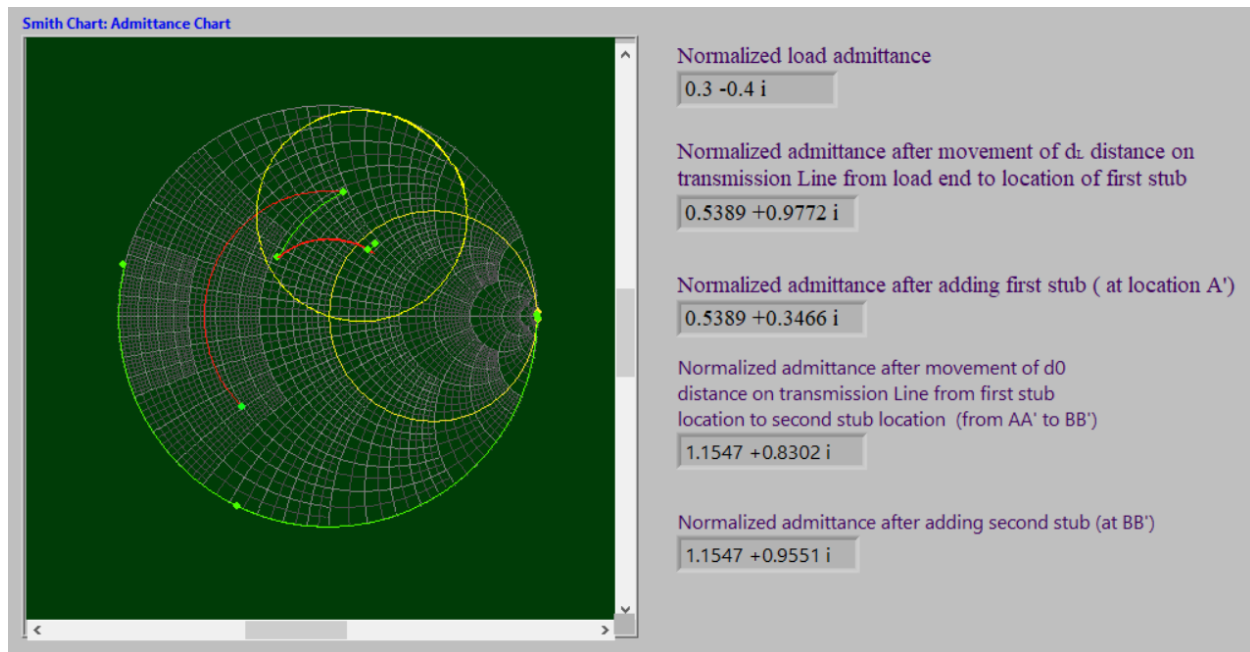 Smith Chart: Admittance Chart
Normalized load admittance
0.3 -0.4 i
Normalized admittance after movement of dL distance on
transmission Line from load end to location of first stub
0.5389 +0.9772 i
Normalized admittance after adding first stub ( at location A')
0.5389 +0.3466 i
Normalized admittance after movement of d0
distance on transmission Line from first stub
location to second stub location  (from AA' to BB')
1.1547 +0.8302 i
Normalized admittance after adding second stub (at BB')
1.1547 +0.9551 i